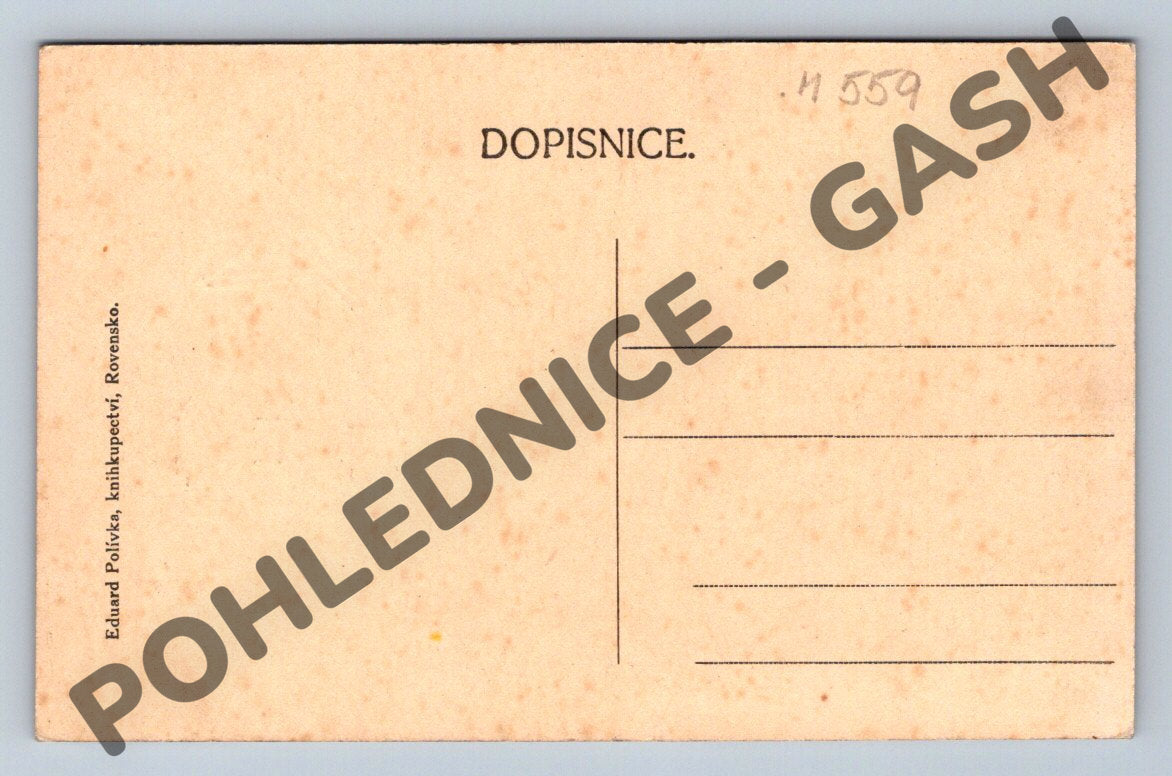 M 559
DOPISNICE.
Eduard Polívka, knihkupectví, Rovensko.
POHLEDNICE - GASH